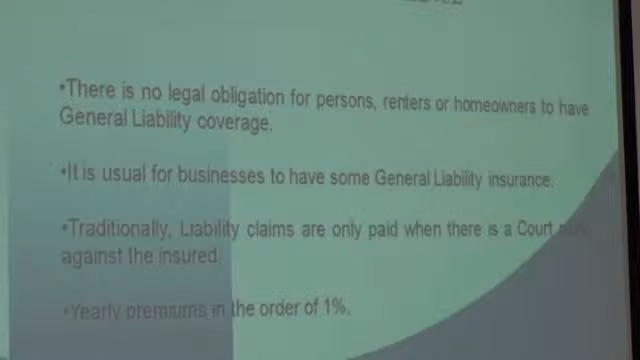 •There is no legal obligation for persons, renters or homeowners to have
General Liability coverage.
•It is usual for businesses to have some General Liability insurance.
•Traditionally, Liability claims are only paid when there is a Court
against the insured.
•Yearly premiums in the order of 1%.